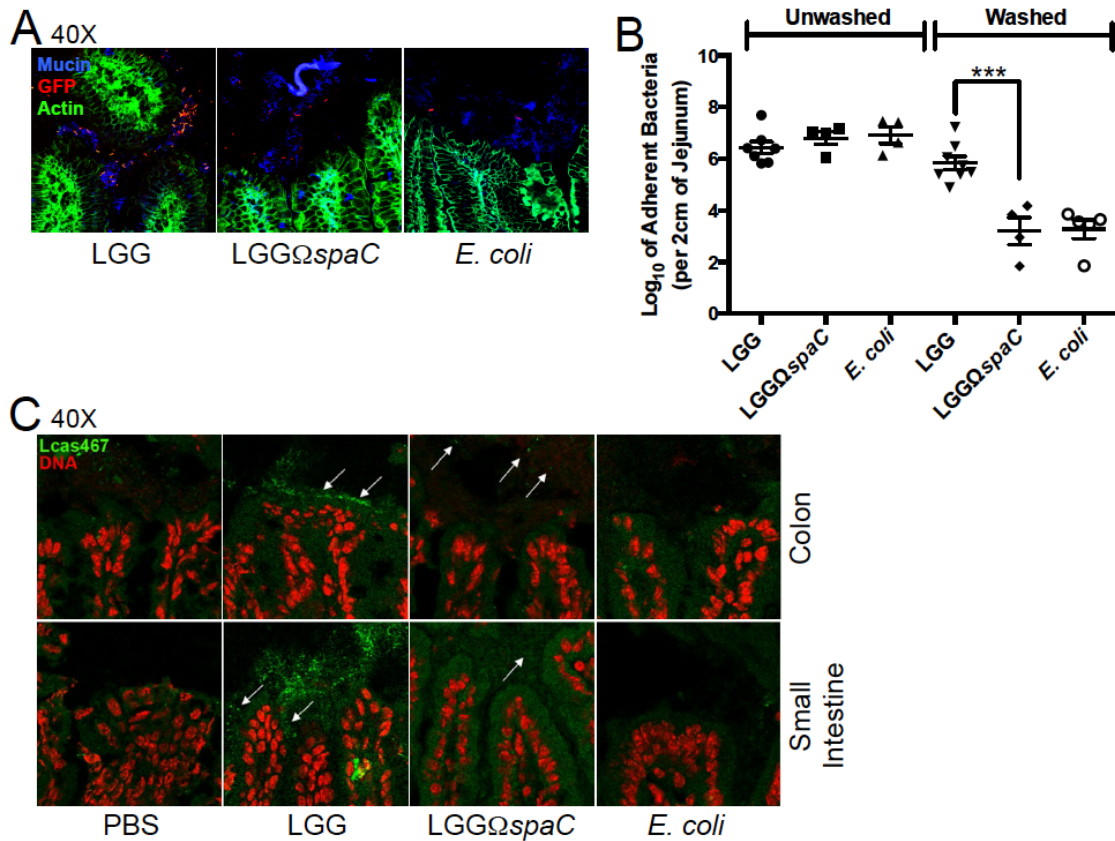 A
40X
Mucin
GFP
Actin
LGG
LGGΩspaC
E. coli
B
Unwashed
Washed
***
Log10 of Adherent Bacteria
(per 2cm of Jejunum)
10
8
6
4
2
0
LGG
LGGΩspaC
E. coli
LGG
LGGΩspaC
E. coli
C
40X
Lcas467
DNA
Colon
Small
Intestine
PBS
LGG
LGGΩspaC
E. coli